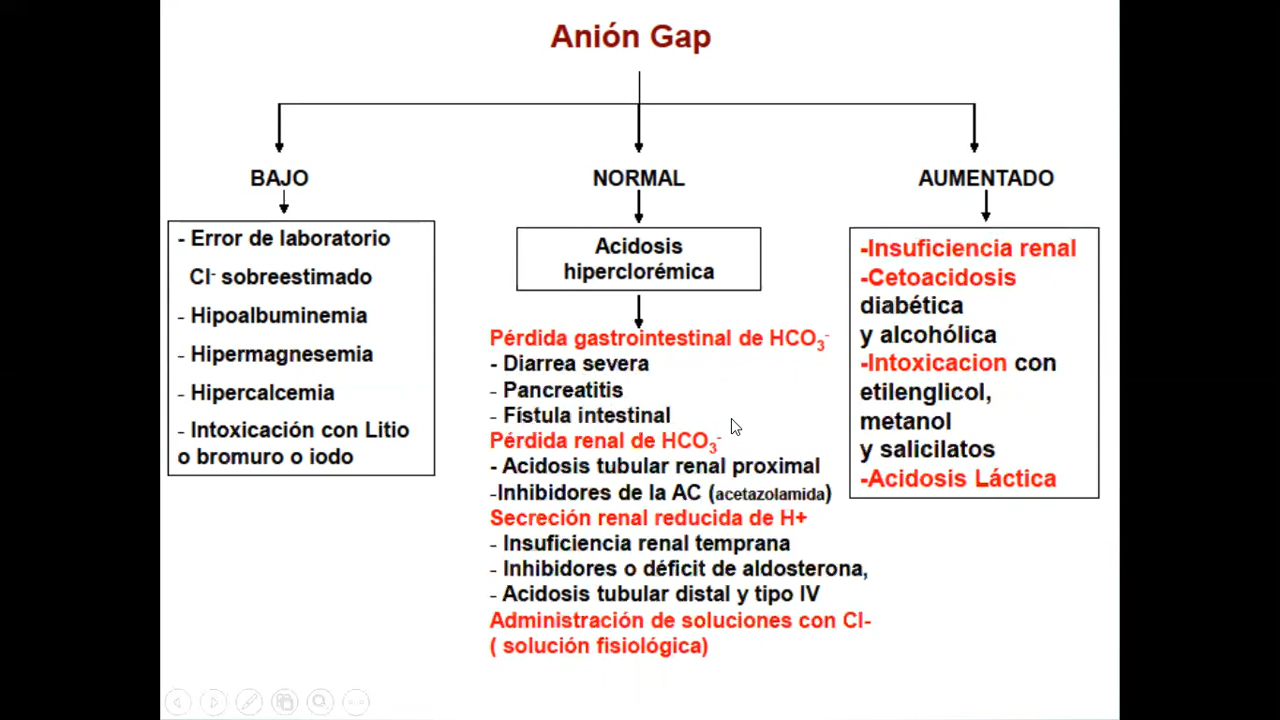 Anión Gap
BAJO
- Error de laboratorio
Cl- sobreestimado
- Hipoalbuminemia
- Hipermagnesemia
- Hipercalcemia
- Intoxicación con Litio
o bromuro o iodo
NORMAL
Acidosis
hiperclorémica
Pérdida gastrointestinal de HCO3-
- Diarrea severa
- Pancreatitis
- Fístula intestinal
Pérdida renal de HCO3-
- Acidosis tubular renal proximal
-Inhibidores de la AC (acetazolamida)
Secreción renal reducida de H+
- Insuficiencia renal temprana
- Inhibidores o déficit de aldosterona,
- Acidosis tubular distal y tipo IV
Administración de soluciones con Cl-
( solución fisiológica)
AUMENTADO
-Insuficiencia renal
-Cetoacidosis
diabética
y alcohólica
-Intoxicacion con
etilenglicol,
metanol
y salicilatos
-Acidosis Láctica